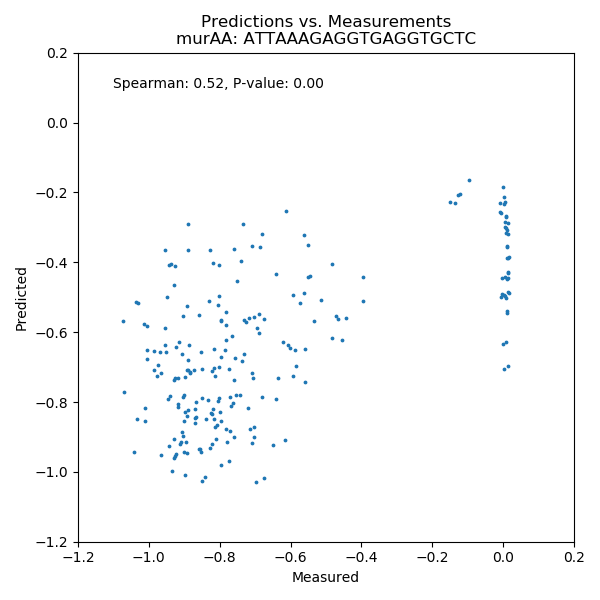 Predictions vs. Measurements
murAA: ATTAAAGAGGTGAGGTGCTC
Spearman: 0.52, P-value: 0.00
0.2
0.0
−0.2
−0.4
−0.6
−0.8
−1.0
−1.2
Predicted
−1.2 −1.0 −0.8 −0.6 −0.4 −0.2 0.0 0.2
Measured